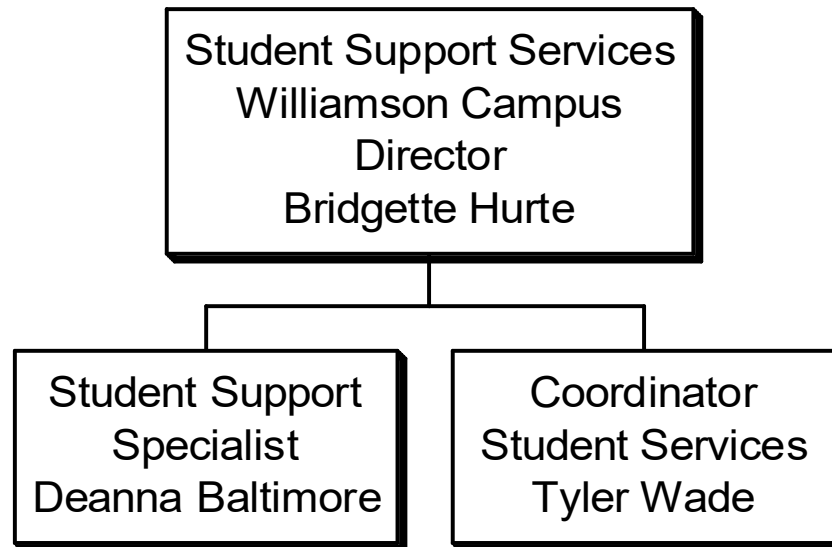 Student Support Services
Williamson Campus
Director
Bridgette Hurte
Student Support
Specialist
Deanna Baltimore
Coordinator
Student Services
Tyler Wade